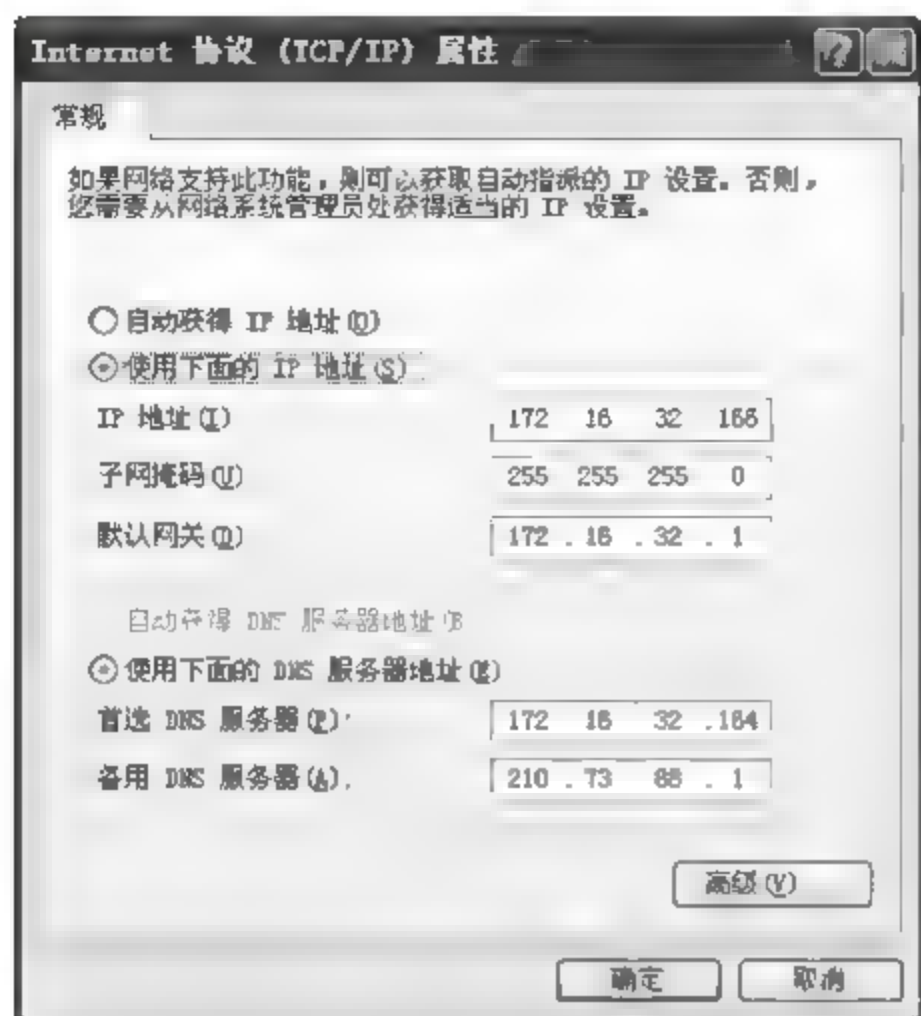 Internet 协议 (TCP/IP) 属性
常规
如果网络支持此功能，则可以获取自动指派的 IP 设置。否则，
您需要从网络系统管理员处获得适当的 IP 设置。
自动获得 IP 地址(O)
使用下面的 IP 地址(S)
IP 地址(I) 172 16 32
子网掩码(U) 255 255 255 0
默认网关(D) 172 . 16 . 32 . 1
自动获得 DNS 服务器地址(B
使用下面的 DNS 服务器地址(E)
首选 DNS 服务器(P): 172 16 32 .164
备用 DNS 服务器(A). 210 . 73 . 1
高级(V)
确定
取消